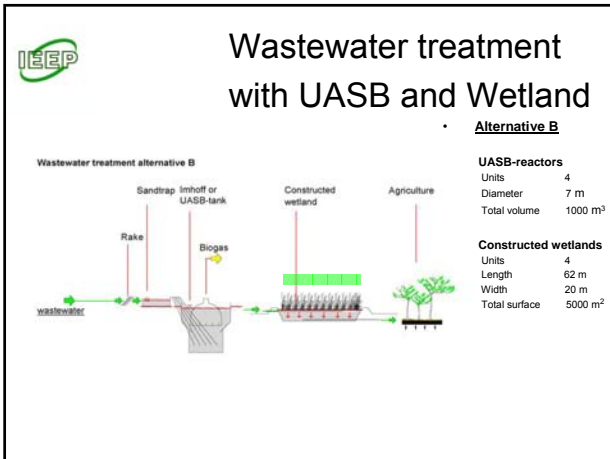 IEEP
Wastewater treatment
with UASB and Wetland
• Alternative B
Wastewater treatment alternative B
Sandtrap Imhoff or
UASB-tank
Constructed
wetland
Agriculture
Rake
Biogas
wastewater
UASB-reactors
Units 4
Diameter 7 m
Total volume 1000 m³
Constructed wetlands
Units 4
Length 62 m
Width 20 m
Total surface 5000 m²